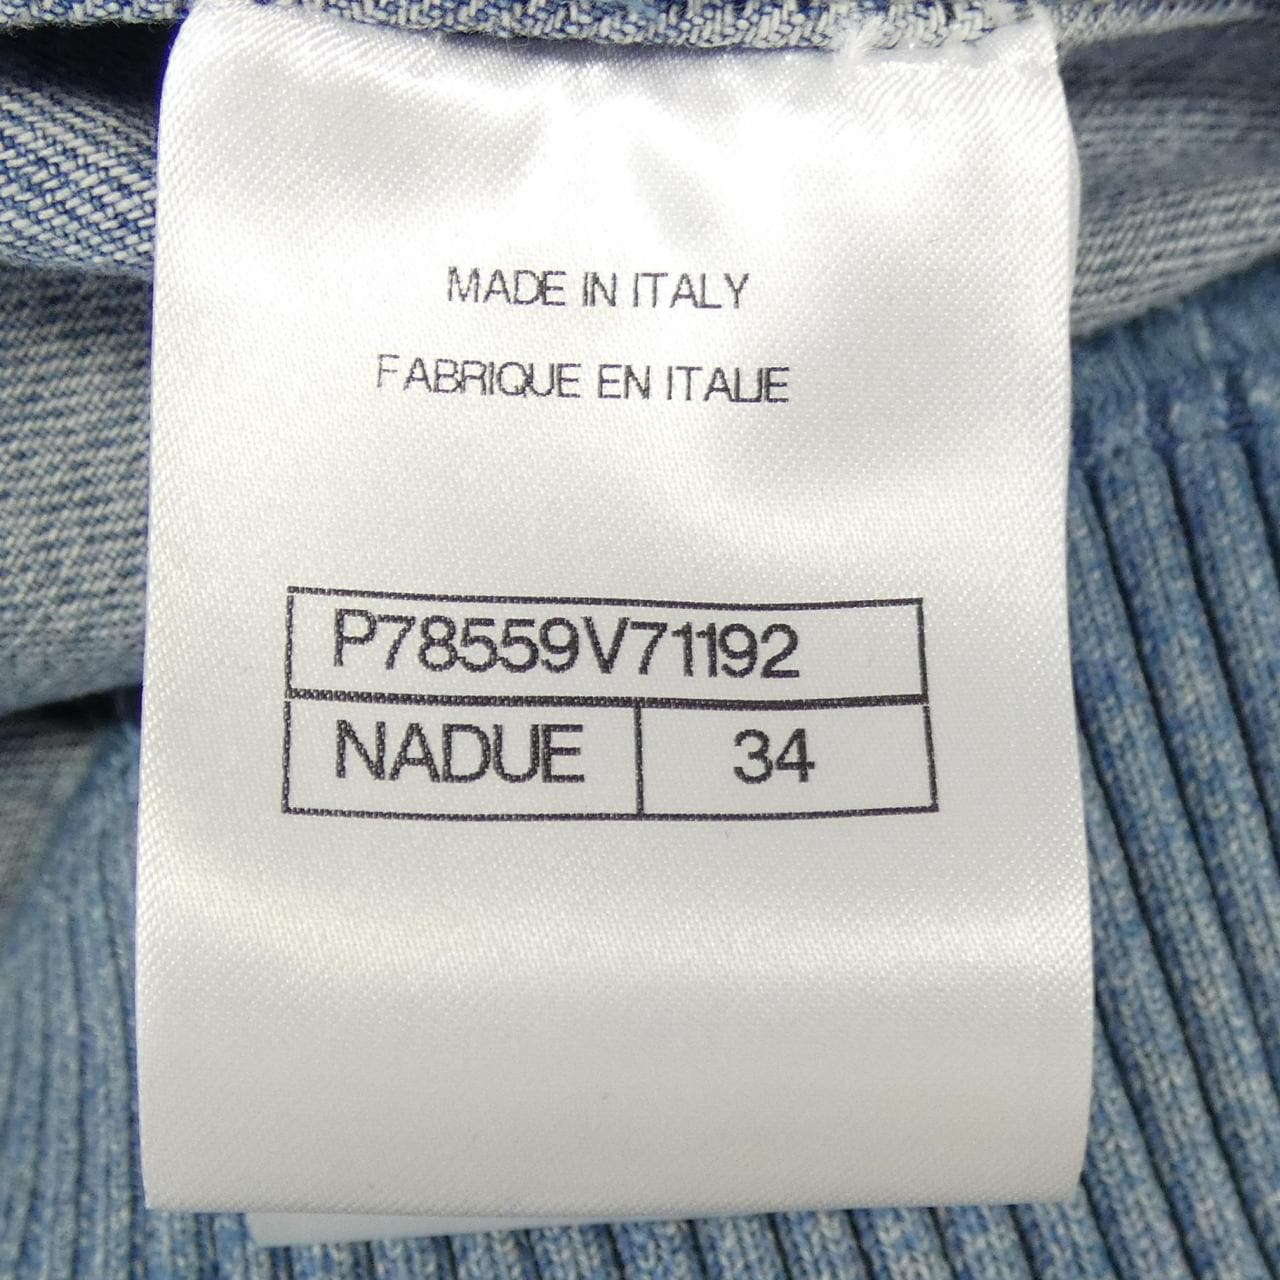 MADE IN ITALY
FABRIQUE EN ITALIE
P78559V71192
NADUE 34